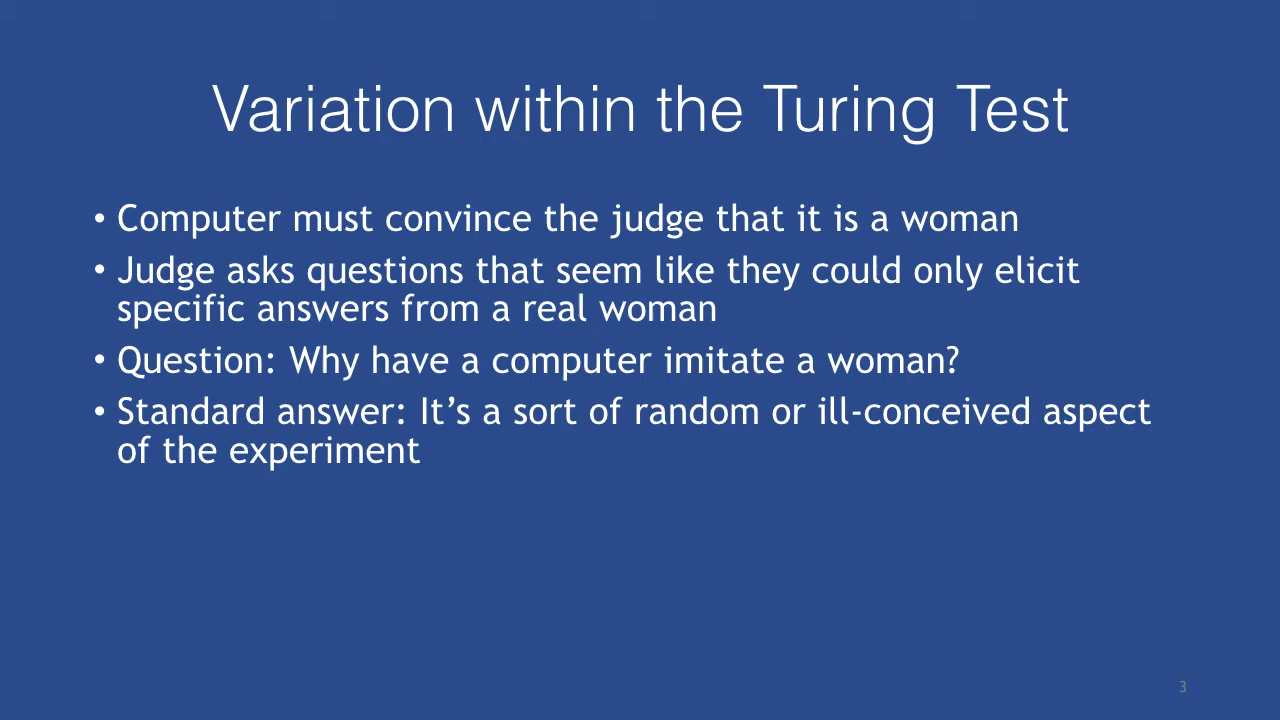 Variation within the Turing Test
• Computer must convince the judge that it is a woman
• Judge asks questions that seem like they could only elicit
specific answers from a real woman
• Question: Why have a computer imitate a woman?
• Standard answer: It’s a sort of random or ill-conceived aspect
of the experiment
3